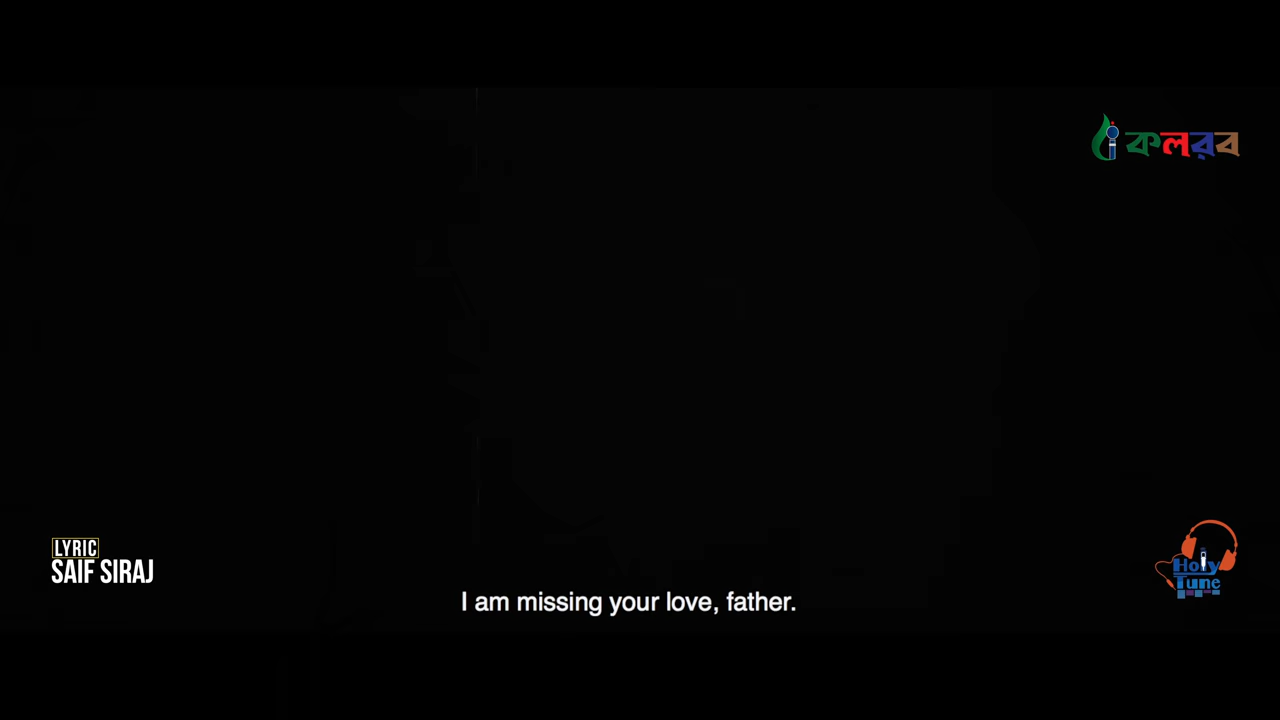 কলরব
LYRIC
SAIF SIRAJ
Holy
Tune
I am missing your love, father.